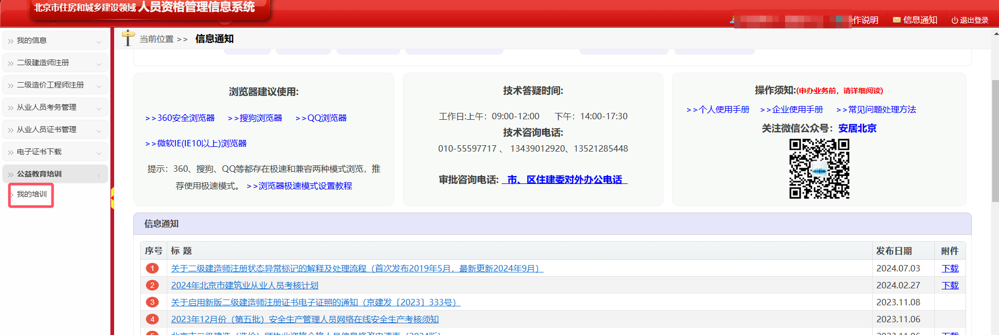 北京市住房和城乡建设领域 人员资格管理信息系统
作说明 信息通知 退出登录
我的信息
二级建造师注册
二级造价工程师注册
从业人员考务管理
从业人员证书管理
电子证书下载
公益教育培训
我的培训
当前位置 >> 信息通知
浏览器建议使用:
>>360安全浏览器 >>搜狗浏览器 >>QQ浏览器
>>微软IE(IE10以上)浏览器
提示：360、搜狗、QQ等都存在极速和兼容两种模式浏览，推
荐使用极速模式。 >>浏览器极速模式设置教程
技术答疑时间:
工作日:上午：09:00-12:00 下午：14:00-17:30
技术咨询电话:
010-55597717 、 13439012920、13521285448
审批咨询电话: 市、区住建委对外办公电话
操作须知:(申办业务前，请详细阅读)
>>个人使用手册 >>企业使用手册 >>常见问题处理方法
关注微信公众号：安居北京
信息通知
序号 标 题 发布日期 附件
1 关于二级建造师注册状态异常标记的解释及处理流程（首次发布2019年5月，最新更新2024年9月） 2024.07.03 下载
2 2024年北京市建筑业从业人员考核计划 2024.02.27 下载
3 关于启用新版二级建造师注册证书电子证照的通知（京建发〔2023〕333号） 2023.11.08
4 2023年12月份（第五批）安全生产管理人员网络在线安全生产考核须知 2023.11.06